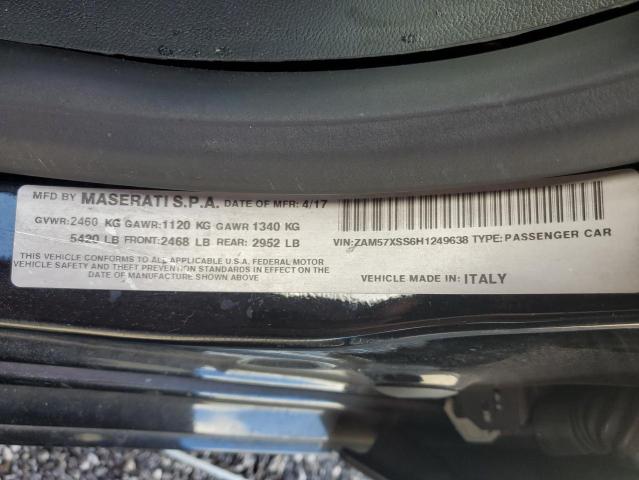 MFD BY MASERATI S.P.A. DATE OF MFR: 4/17
GVWR:2460 KG GAWR:1120 KG GAWR 1340 KG
5420 LB FRONT:2468 LB REAR: 2952 LB
THIS VEHICLE CONFORMS TO ALL APPLICABLE U.S.A. FEDERAL MOTOR
VEHICLE SAFETY AND THEFT PREVENTION STANDARDS IN EFFECT ON THE
DATE OF MANUFACTURE SHOWN ABOVE
VIN:ZAM57XSS6H1249638 TYPE:PASSENGER CAR
VEHICLE MADE IN: ITALY